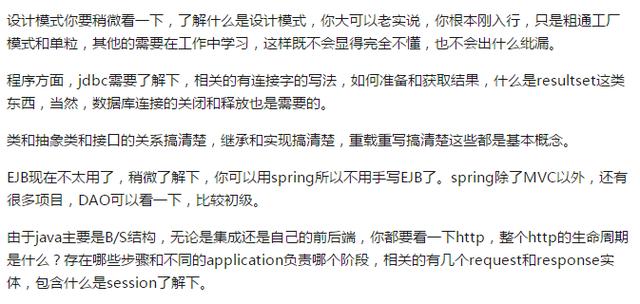 设计模式你要稍微看一下，了解什么是设计模式，你大可以老实说，你根本刚入行，只是粗通工厂
模式和单粒，其他的需要在工作中学习，这样既不会显得完全不懂，也不会出什么纰漏。
程序方面，jdbc需要了解下，相关的有连接字的写法，如何准备和获取结果，什么是resultset这类
东西，当然，数据库连接的关闭和释放也是需要的。
类和抽象类和接口的关系搞清楚，继承和实现搞清楚，重载重写搞清楚这些都是基本概念。
EJB现在不太用了，稍微了解下，你可以用spring所以不用手写EJB了。spring除了MVC以外，还有
很多项目，DAO可以看一下，比较初级。
由于java主要是B/S结构，无论是集成还是自己的前后端，你都要看一下http，整个http的生命周期
是什么？存在哪些步骤和不同的application负责哪个阶段，相关的有几个request和response实
体，包含什么是session了解下。